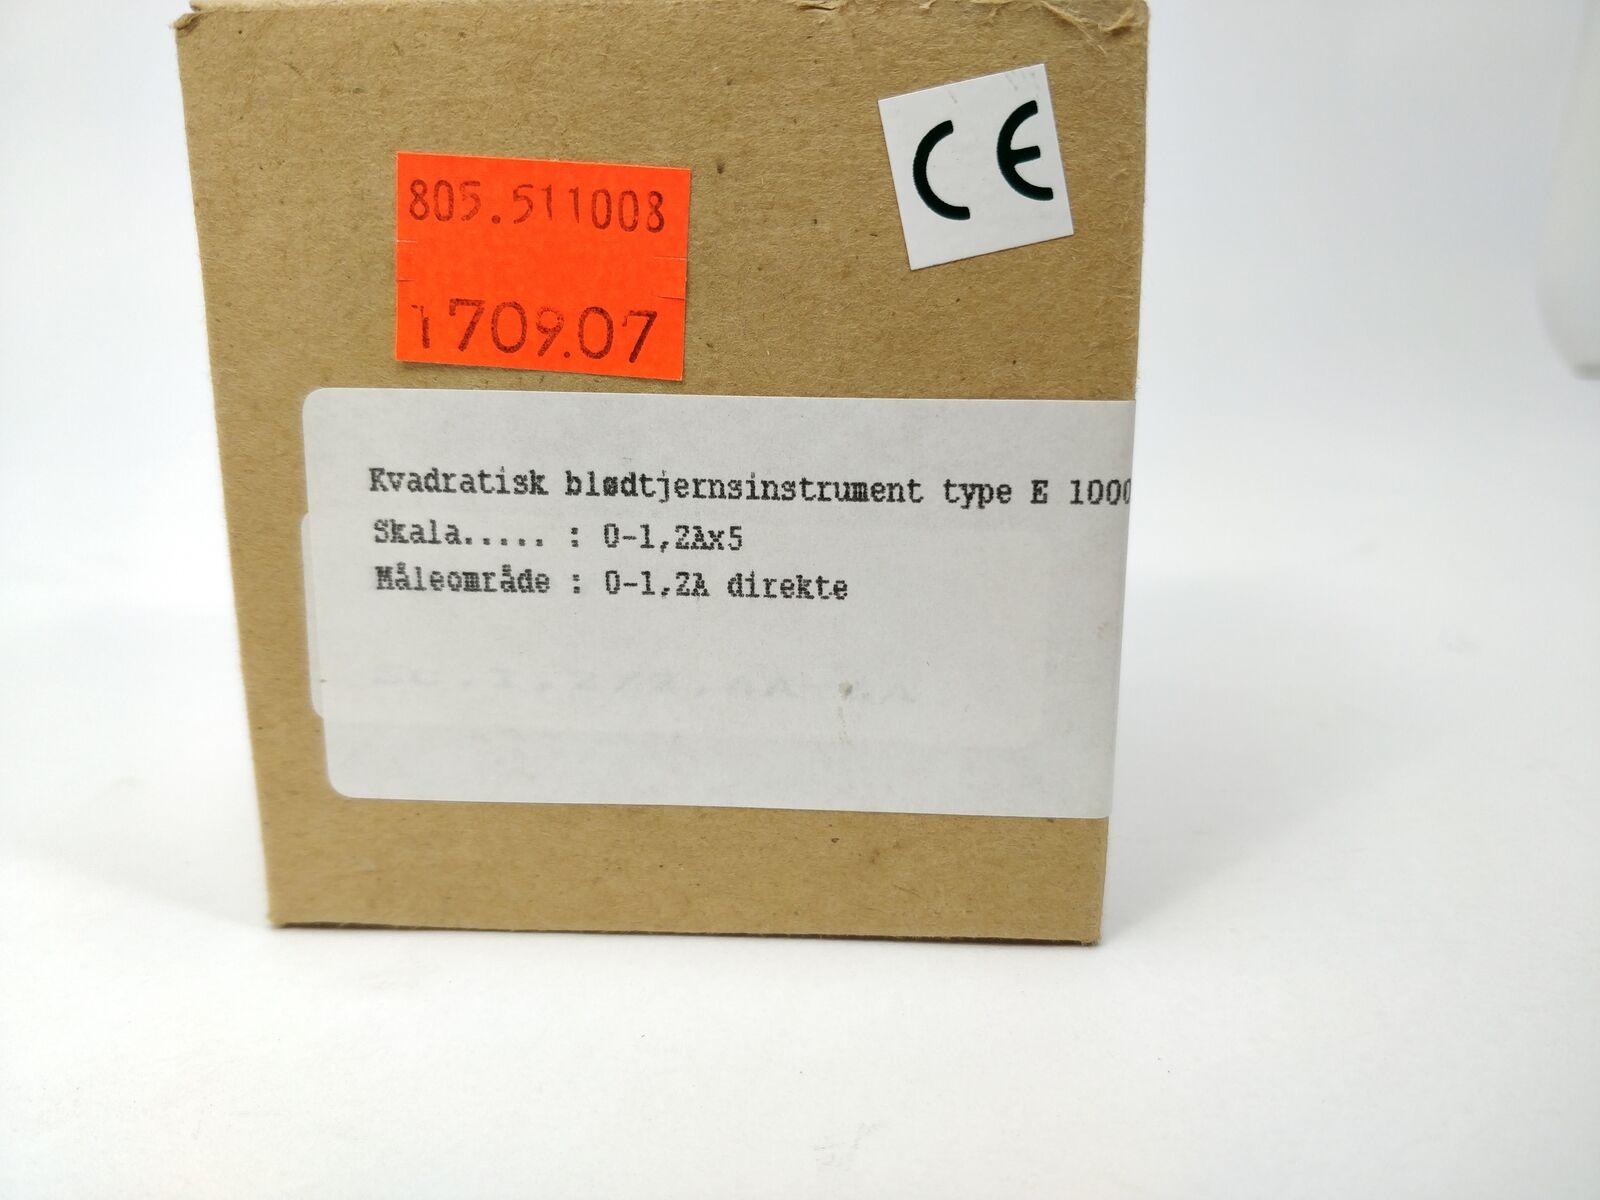 805.511008
CE
1709.07
Kvadratisk blødtjernsinstrument type E 1000
Skala..... : 0-1,2Ax5
Måleområde : 0-1,2A direkte